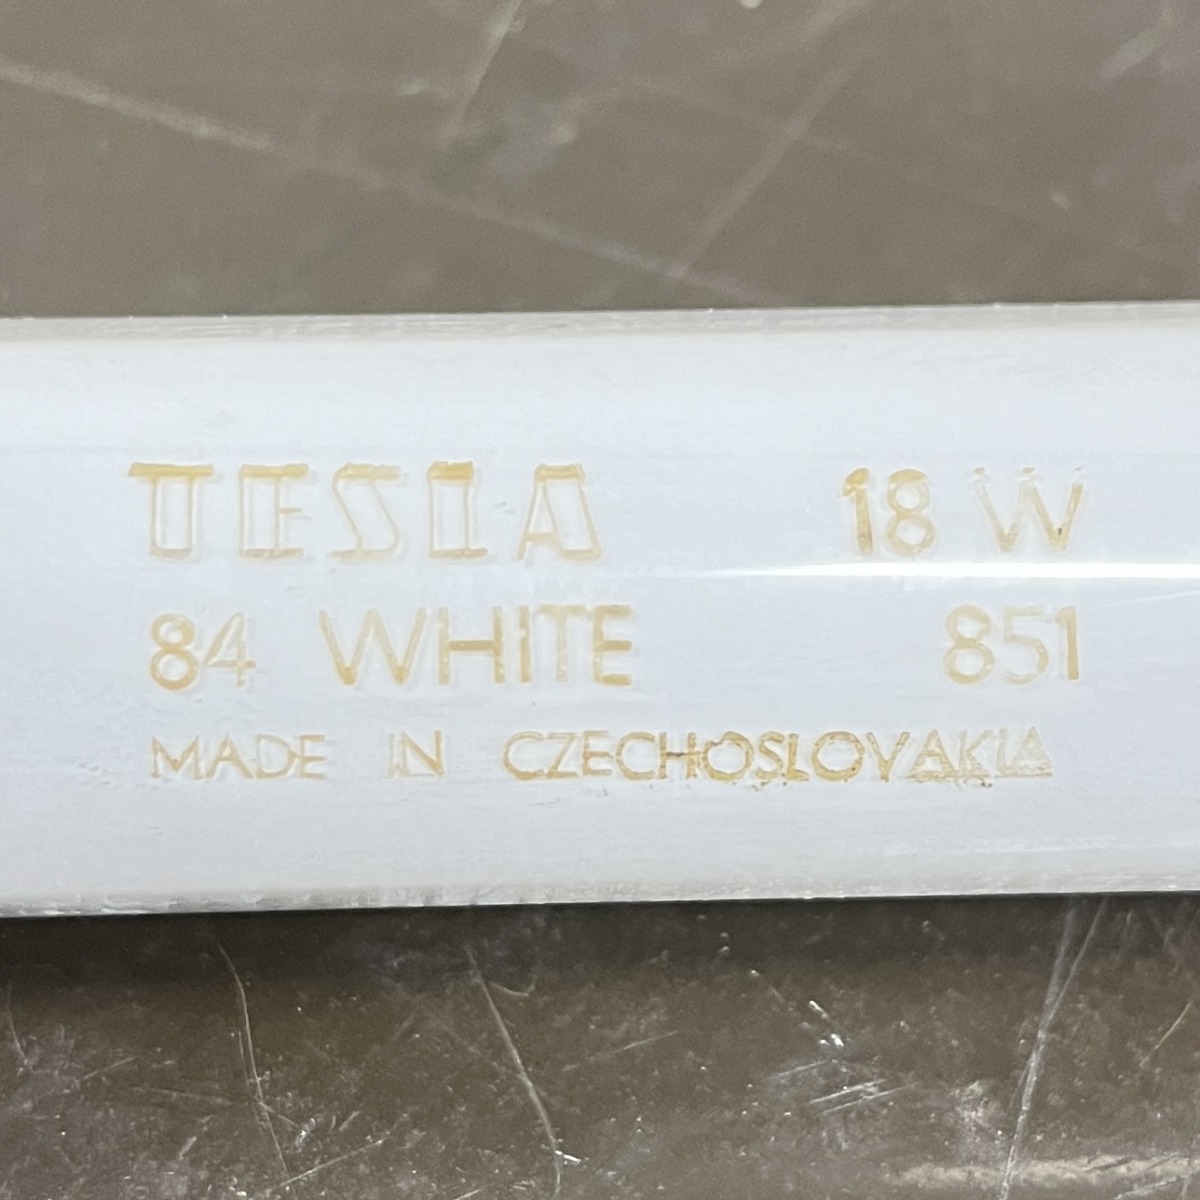 TESLA 18 W
84 WHITE 851
MADE IN CZECHOSLOVAKIA